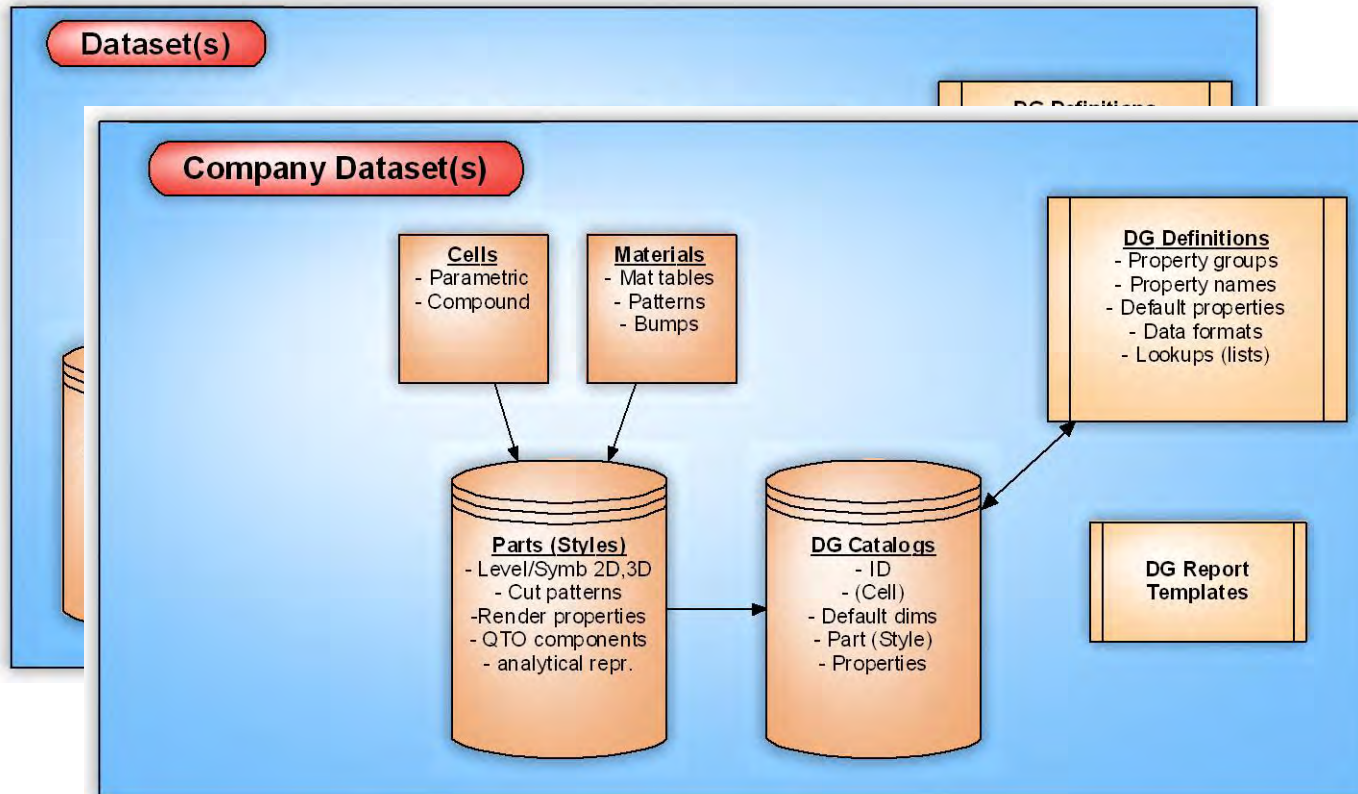 Dataset(s)
DG Definitions
Company Dataset(s)
Cells
- Parametric
- Compound
Materials
- Mat tables
- Patterns
- Bumps
DG Definitions
- Property groups
- Property names
- Default properties
- Data formats
- Lookups (lists)
Parts (Styles)
- Level/Symb 2D,3D
- Cut patterns
-Render properties
- QTO components
- analytical repr.
DG Catalogs
- ID
- (Cell)
- Default dims
- Part (Style)
- Properties
DG Report
Templates